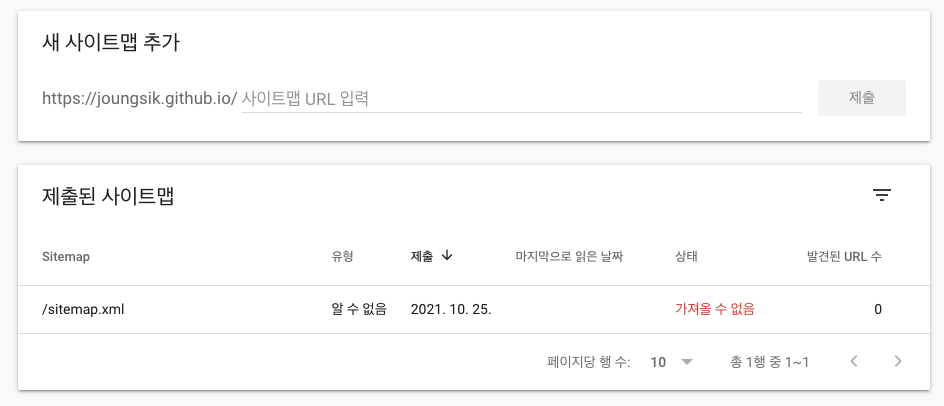 새 사이트맵 추가
https://joungsik.github.io/ 사이트맵 URL 입력 제출
제출된 사이트맵
Sitemap 유형 제출 마지막으로 읽은 날짜 상태 발견된 URL 수
/sitemap.xml 알 수 없음 2021. 10. 25. 가져올 수 없음 0
페이지당 행 수: 10 총 1행 중 1~1